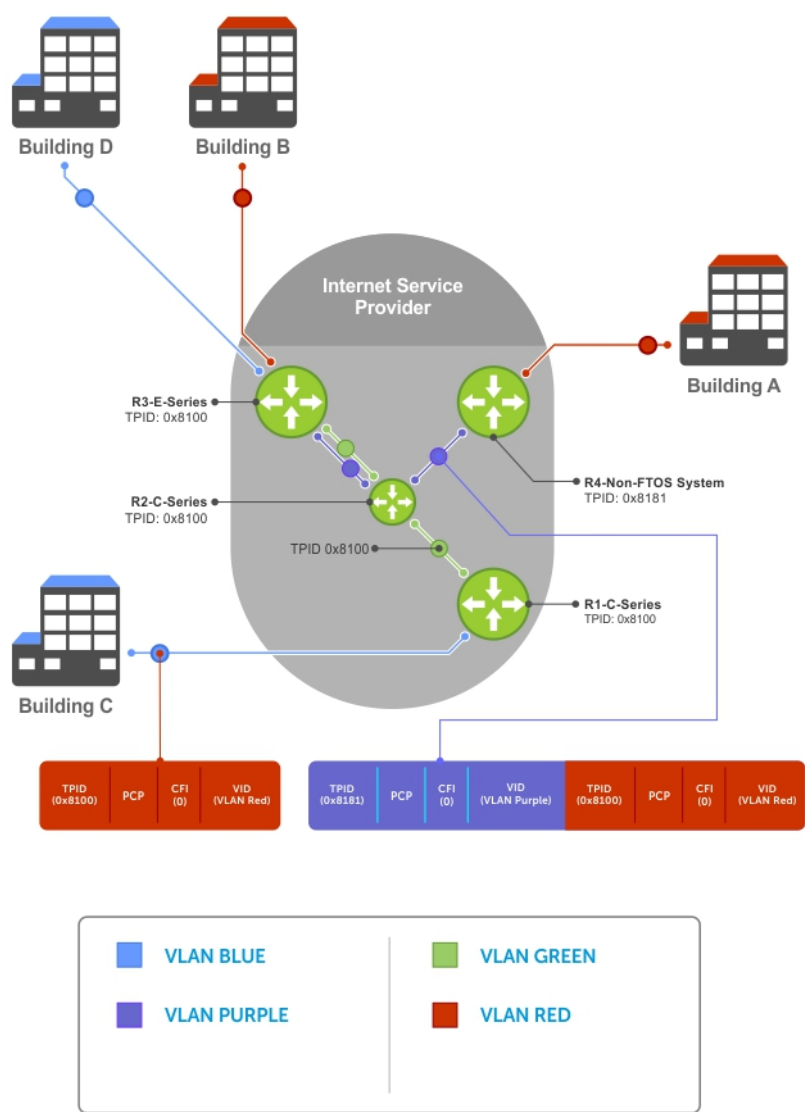 Building D
Building B
Internet Service
Provider
Building A
R3-E-Series
TPID: 0x8100
R4-Non-FTOS System
TPID: 0x8181
R2-C-Series
TPID: 0x8100
TPID 0x8100
R1-C-Series
TPID: 0x8100
Building C
TPID
(0x8100)
PCP
CFI
(0)
VID
(VLAN Red)
TPID
(0x8181)
PCP
CFI
(0)
VID
(VLAN Purple)
TPID
(0x8100)
PCP
CFI
(0)
VID
(VLAN Red)
VLAN BLUE
VLAN GREEN
VLAN PURPLE
VLAN RED